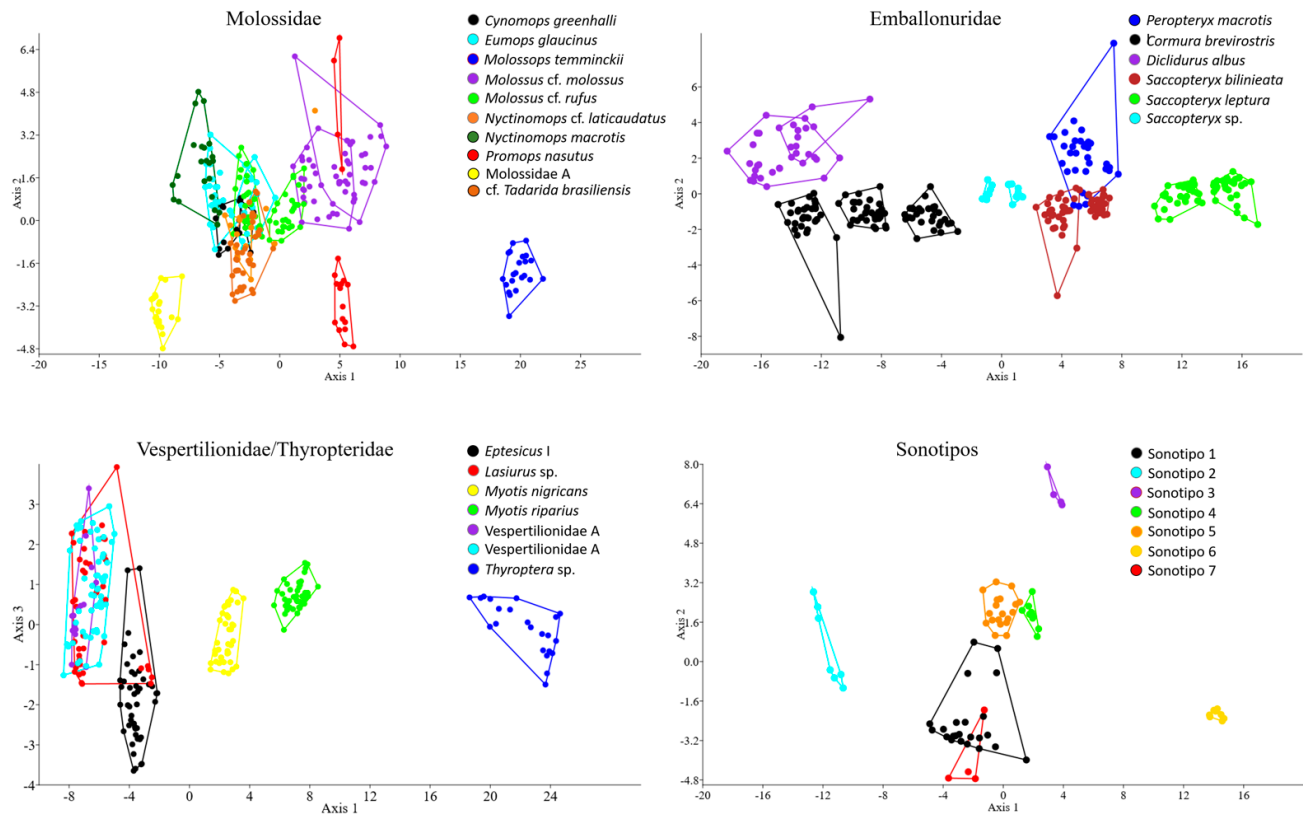 Molossidae
Cynomops greenhalli
Eumops glaucinus
Molossops temminckii
Molossus cf. molossus
Molossus cf. rufus
Nyctinomops cf. laticaudatus
Nyctinomops macrotis
Promops nasutus
Molossidae A
cf. Tadarida brasiliensis
Axis 2
6.4
4.8
3.2
1.6
0.0
-1.6
-3.2
-4.8
-20 -15 -10 -5 0 5 10 15 20 25
Axis 1
Emballonuridae
Peropteryx macrotis
Cormura brevirostris
Diclidurus albus
Saccopteryx bilinieata
Saccopteryx leptura
Saccopteryx sp.
Axis 2
6
4
2
0
-2
-4
-6
-8
-20 -16 -12 -8 -4 0 4 8 12 16
Axis 1
Vespertilionidae/Thyropteridae
Eptesicus I
Lasiurus sp.
Myotis nigricans
Myotis riparius
Vespertilionidae A
Vespertilionidae A
Thyroptera sp.
Axis 3
3
2
1
0
-1
-2
-3
-4
-8 -4 0 4 8 12 16 20 24
Axis 1
Sonotipos
Sonotipo 1
Sonotipo 2
Sonotipo 3
Sonotipo 4
Sonotipo 5
Sonotipo 6
Sonotipo 7
Axis 2
8.0
6.4
4.8
3.2
1.6
0.0
-1.6
-3.2
-4.8
-20 -16 -12 -8 -4 0 4 8 12 16
Axis 1